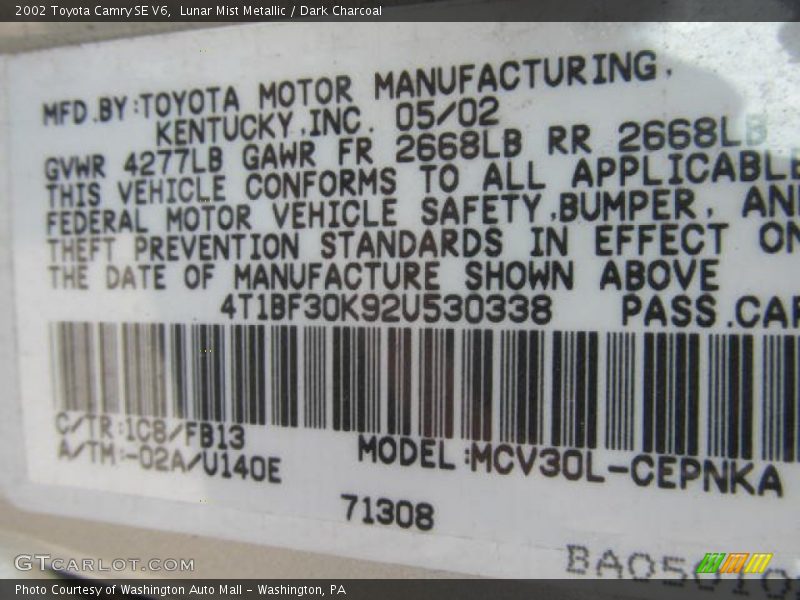 2002 Toyota Camry SE V6,  Lunar Mist Metallic / Dark Charcoal
MFD.BY:TOYOTA MOTOR MANUFACTURING,
KENTUCKY,INC. 05/02
GVWR 4277LB GAWR FR 2668LB RR 2668LB
THIS VEHICLE CONFORMS TO ALL APPLICABLE
FEDERAL MOTOR VEHICLE SAFETY,BUMPER, AN
THEFT PREVENTION STANDARDS IN EFFECT ON
THE DATE OF MANUFACTURE SHOWN ABOVE
4T1BF30K92U530338 PASS.CAR
C/TR:1C8/FB13
A/TM:-02A/U140E
MODEL:MCV30L-CEPNKA
71308
GTCARLOT.COM
Photo Courtesy of Washington Auto Mall - Washington, PA